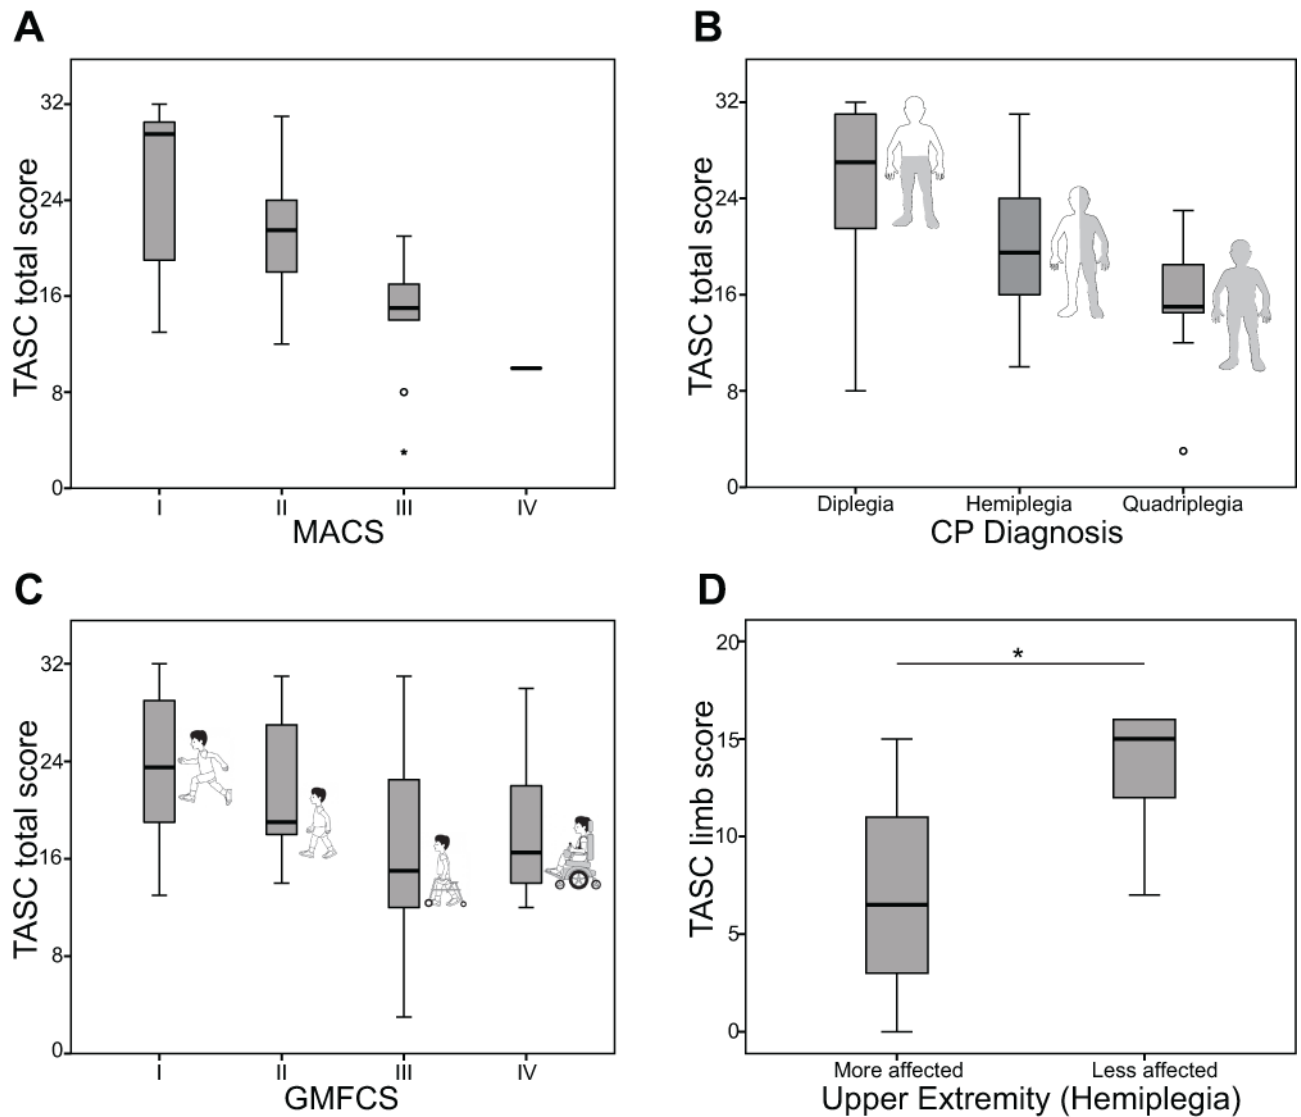 A
TASC total score
32
24
16
8
0
I II III IV
MACS
B
TASC total score
32
24
16
8
0
Diplegia Hemiplegia Quadriplegia
CP Diagnosis
C
TASC total score
32
24
16
8
0
I II III IV
GMFCS
D
TASC limb score
20
15
10
5
0
*
More affected Less affected
Upper Extremity (Hemiplegia)